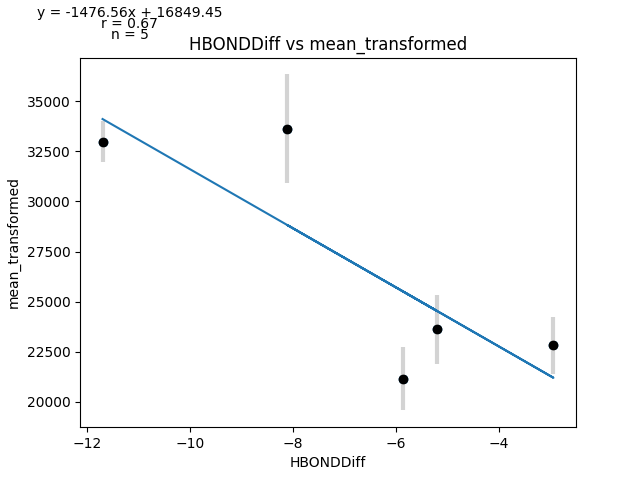 y = -1476.56x + 16849.45
r = 0.67
n = 5
HBONDDiff vs mean_transformed
35000
32500
30000
27500
25000
22500
20000
mean_transformed
−12
−10
−8
−6
−4
HBONDDiff